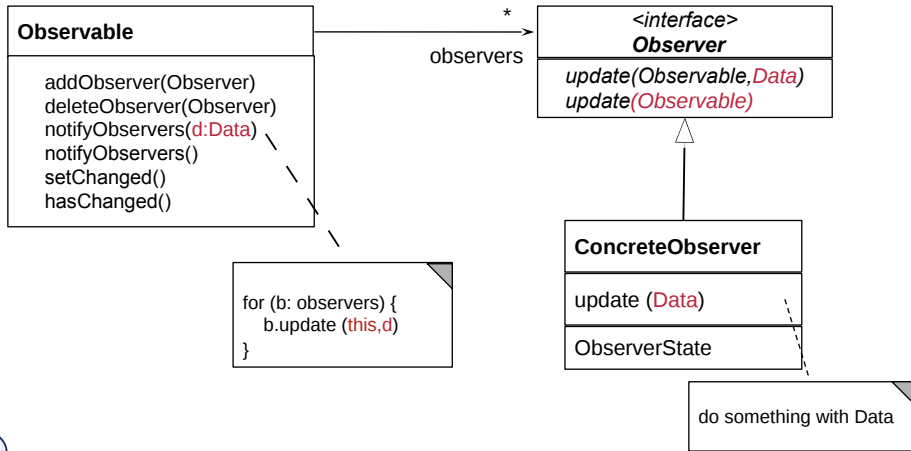 Observable
addObserver(Observer)
deleteObserver(Observer)
notifyObservers(d:Data)
notifyObservers()
setChanged()
hasChanged()
*
observers
<interface>
Observer
update(Observable,Data)
update(Observable)
for (b: observers) {
b.update (this,d)
}
ConcreteObserver
update (Data)
ObserverState
do something with Data